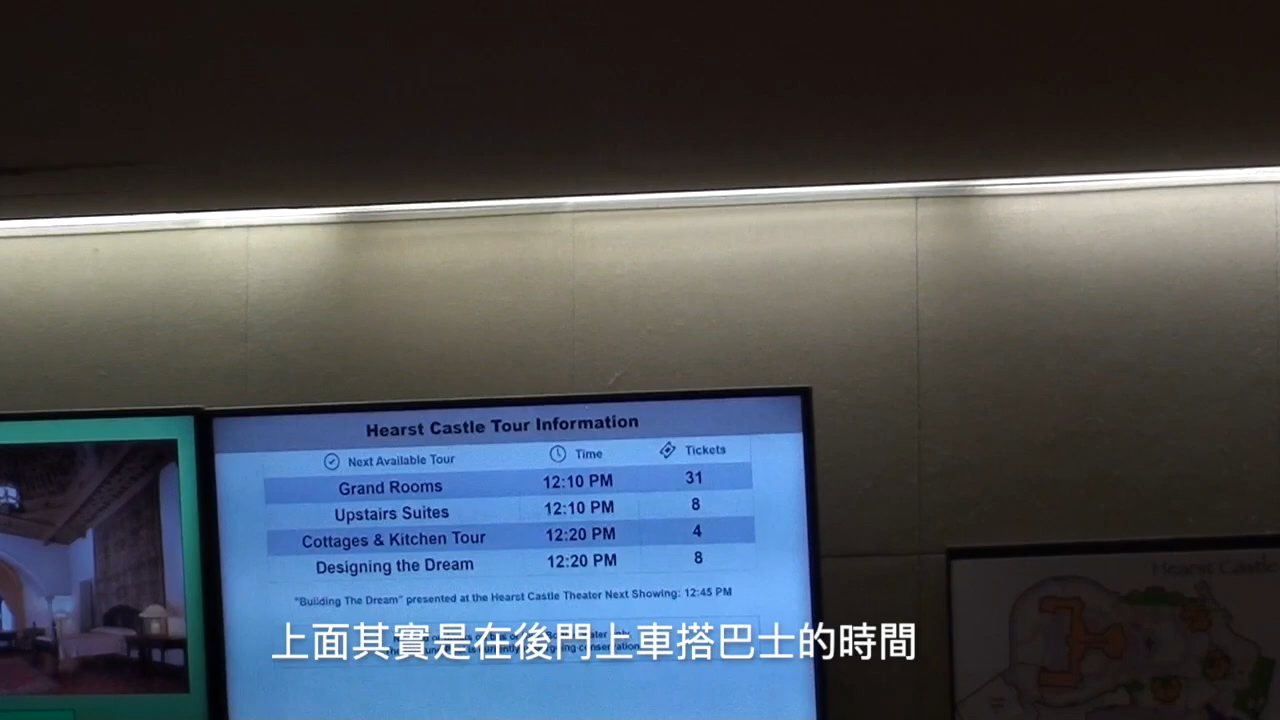 Hearst Castle Tour Information
Next Available Tour Time Tickets
Grand Rooms 12:10 PM 31
Upstairs Suites 12:10 PM 8
Cottages & Kitchen Tour 12:20 PM 4
Designing the Dream 12:20 PM 8
"Building The Dream" presented at the Hearst Castle Theater Next Showing: 12:45 PM
上面其實是在後門上車搭巴士的時間
Hearst Castle